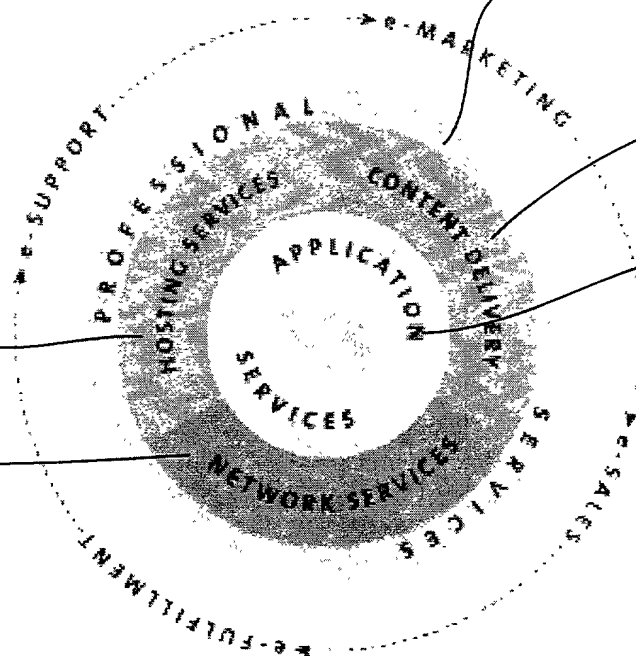 e-MARKETING
e-SALES
e-FULFILLMENT
e-SUPPORT
PROFESSIONAL
SERVICES
HOSTING SERVICES
CONTENT DELIVERY
NETWORK SERVICES
APPLICATION
SERVICES